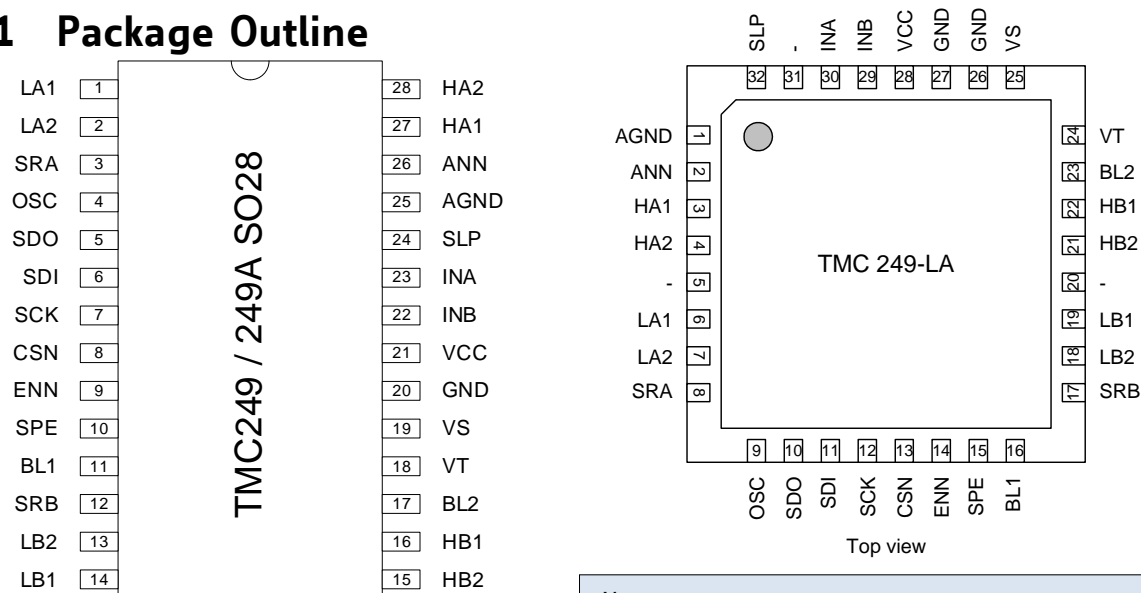 1 Package Outline
LA1 1 28 HA2
LA2 2 27 HA1
SRA 3 26 ANN
OSC 4 25 AGND
SDO 5 24 SLP
SDI 6 23 INA
SCK 7 22 INB
CSN 8 21 VCC
ENN 9 20 GND
SPE 10 19 VS
BL1 11 18 VT
SRB 12 17 BL2
LB2 13 16 HB1
LB1 14 15 HB2
TMC249 / 249A SO28
SLP - INA INB VCC GND GND VS
32 31 30 29 28 27 26 25
AGND 1 24 VT
ANN 2 23 BL2
HA1 3 22 HB1
HA2 4 21 HB2
- 5 20 -
LA1 6 19 LB1
LA2 7 18 LB2
SRA 8 17 SRB
TMC 249-LA
9 10 11 12 13 14 15 16
OSC SDO SDI SCK CSN ENN SPE BL1
Top view